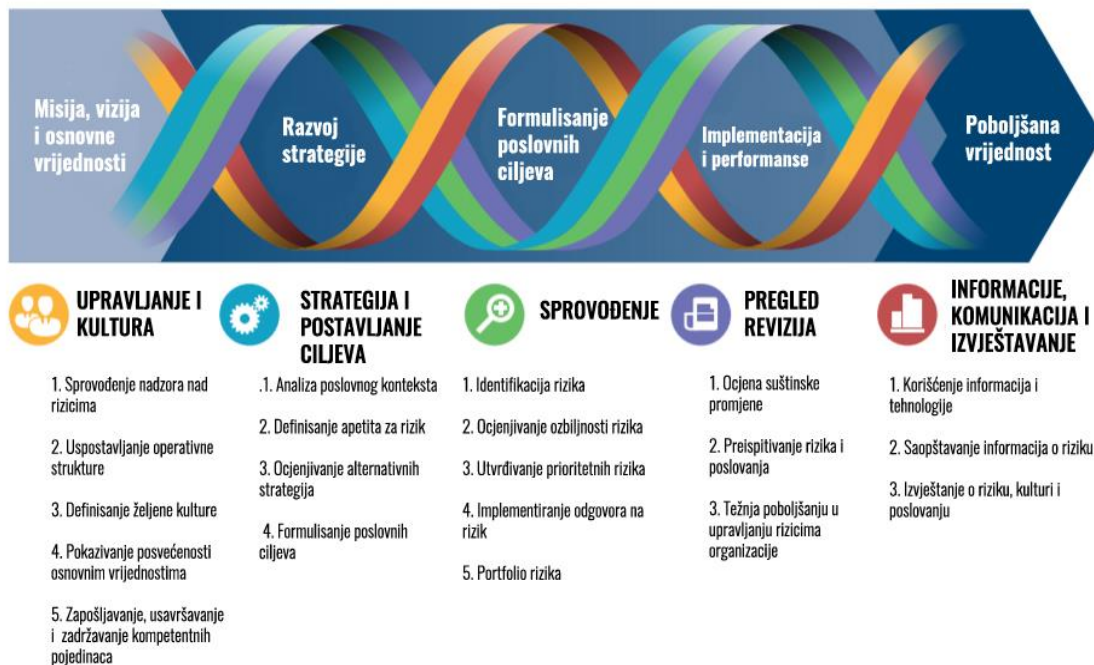 Misija, vizija
i osnovne
vrijednosti
Razvoj
strategije
Formulisanje
poslovnih
ciljeva
Implementacija
i performanse
Poboljšana
vrijednost
UPRAVLJANJE I
KULTURA
1. Sprovođenje nadzora nad
rizicima
2. Uspostavljanje operativne
strukture
3. Definisanje željene kulture
4. Pokazivanje posvećenosti
osnovnim vrijednostima
5. Zapošljavanje, usavršavanje
i zadržavanje kompetentnih
pojedinaca
STRATEGIJA I
POSTAVLJANJE
CILJEVA
.1. Analiza poslovnog konteksta
2. Definisanje apetita za rizik
3. Ocjenjivanje alternativnih
strategija
4. Formulisanje poslovnih
ciljeva
SPROVOĐENJE
1. Identifikacija rizika
2. Ocjenjivanje ozbiljnosti rizika
3. Utvrđivanje prioritetnih rizika
4. Implementiranje odgovora na
rizik
5. Portfolio rizika
PREGLED
REVIZIJA
1. Ocjena suštinske
promjene
2. Preispitivanje rizika i
poslovanja
3. Težnja poboljšanju u
upravljanju rizicima
organizacije
INFORMACIJE,
KOMUNIKACIJA I
IZVJEŠTAVANJE
1. Korišćenje informacija i
tehnologije
2. Saopštavanje informacija o riziku
3. Izvještanje o riziku, kulturi i
poslovanju